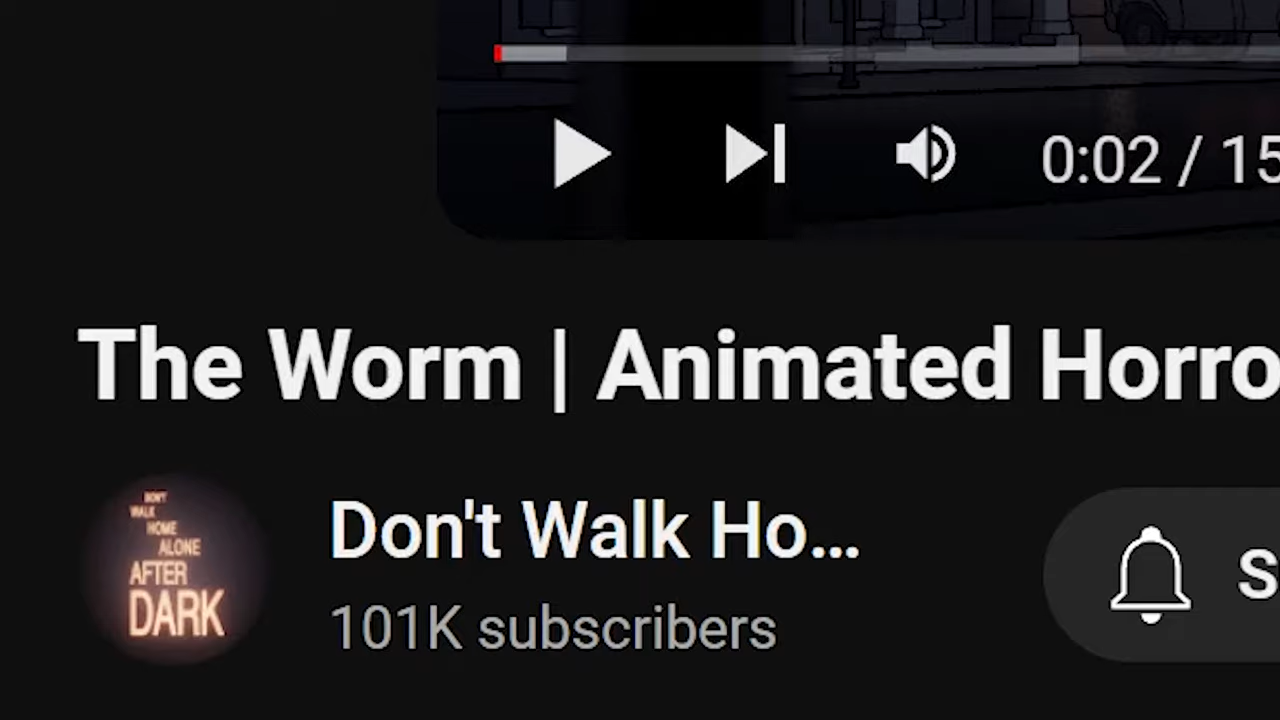 0:02 / 15
The Worm | Animated Horro
DON'T
WALK
HOME
ALONE
AFTER
DARK
Don't Walk Ho...
S
101K subscribers